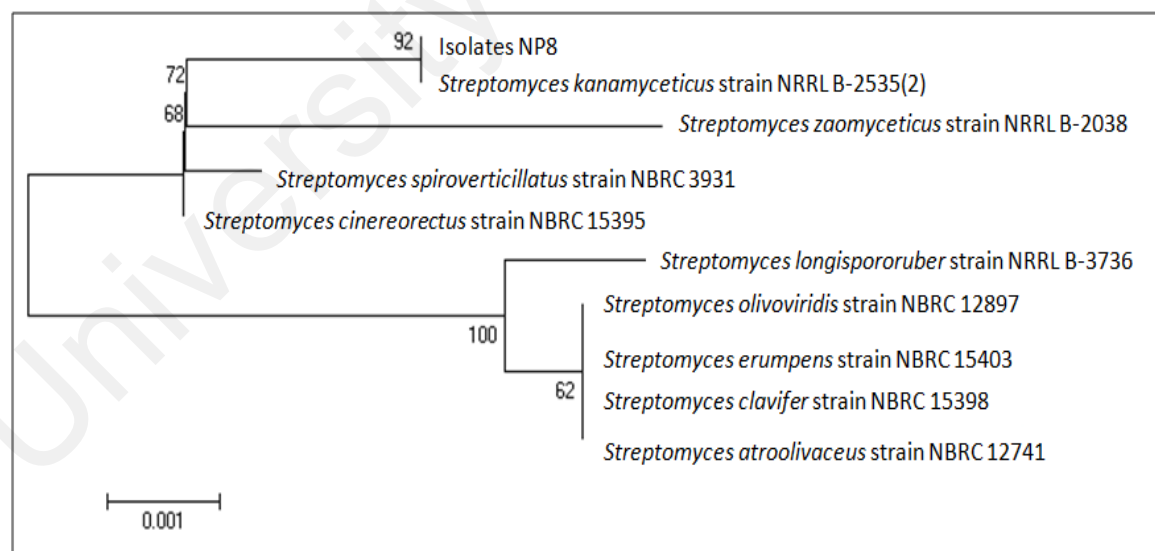 92
Isolates NP8
Streptomyces kanamyceticus strain NRRL B-2535(2)
72
Streptomyces zaomyceticus strain NRRL B-2038
68
Streptomyces spiroverticillatus strain NBRC 3931
Streptomyces cinereorectus strain NBRC 15395
Streptomyces longispororuber strain NRRL B-3736
Streptomyces olivoviridis strain NBRC 12897
100
Streptomyces erumpens strain NBRC 15403
62
Streptomyces clavifer strain NBRC 15398
Streptomyces atroolivaceus strain NBRC 12741
0.001
University